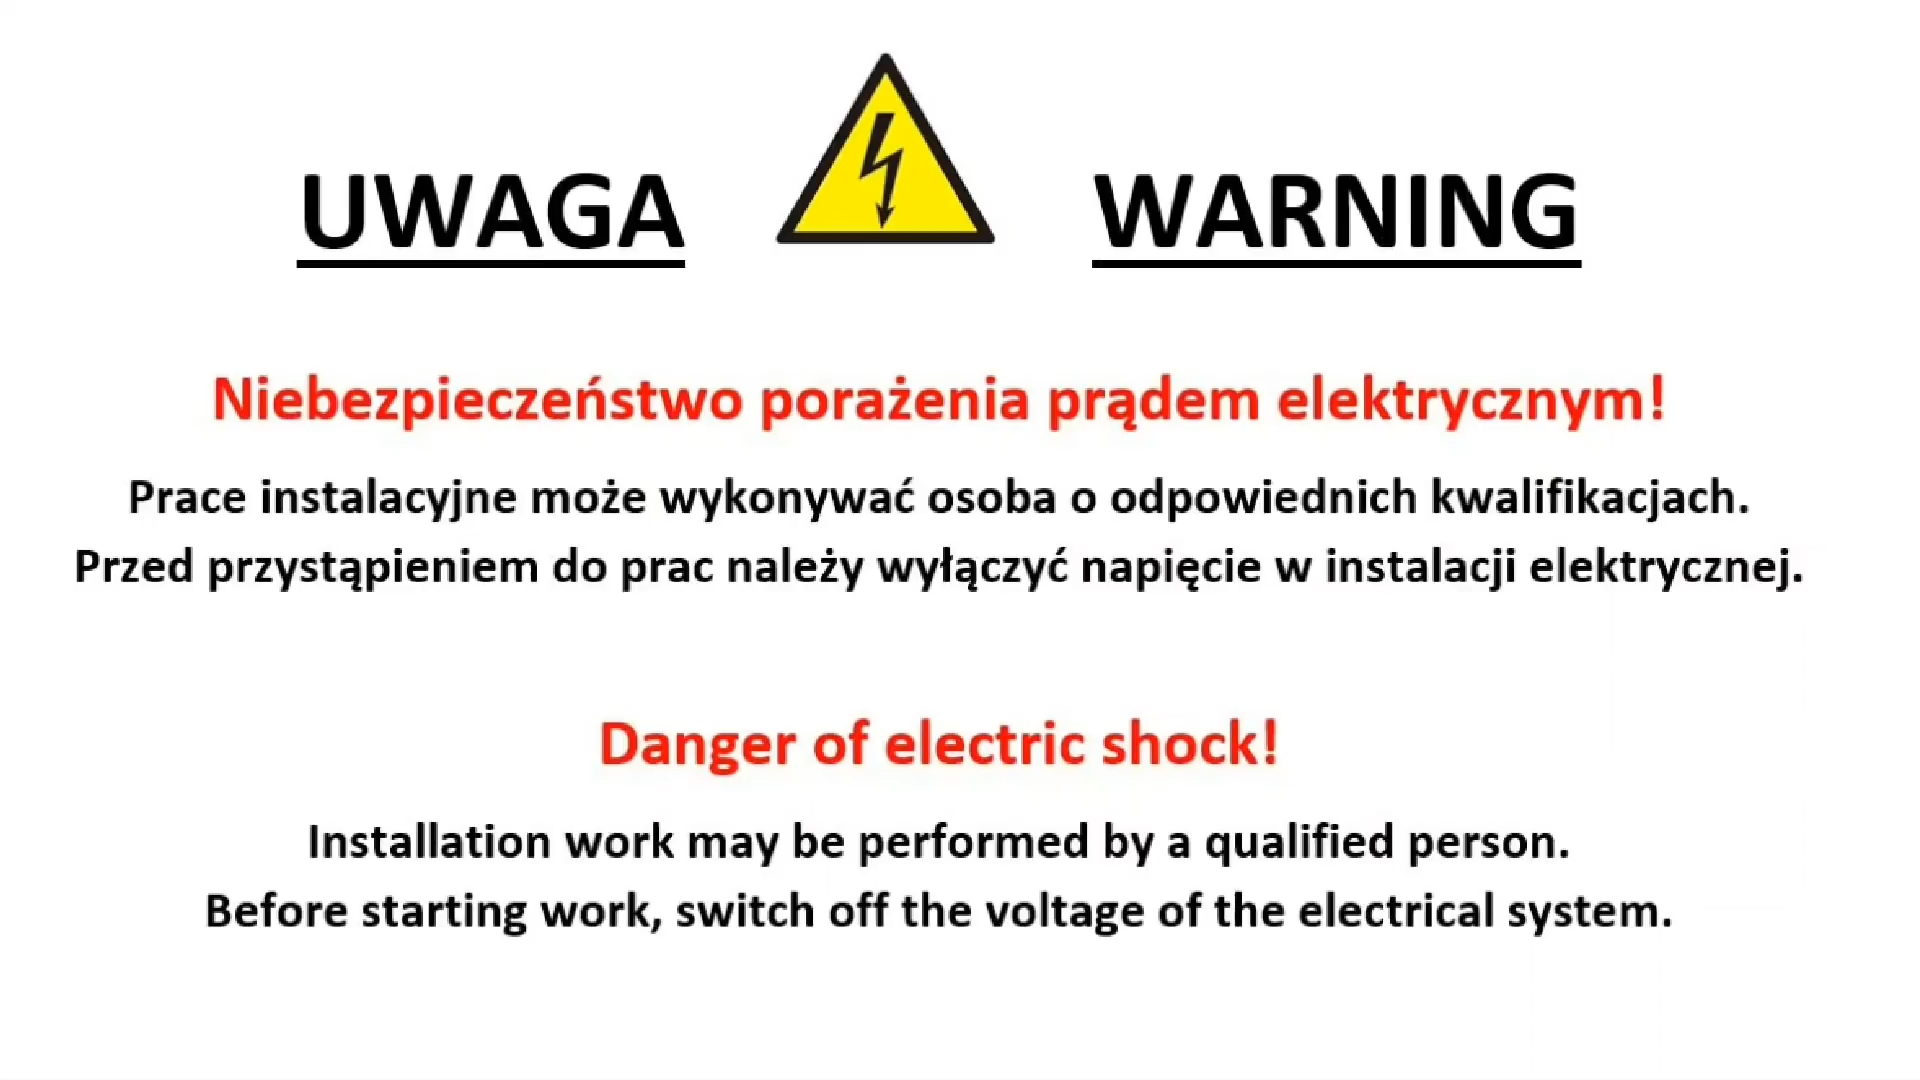 UWAGA WARNING
Niebezpieczeństwo porażenia prądem elektrycznym!
Prace instalacyjne może wykonywać osoba o odpowiednich kwalifikacjach.
Przed przystąpieniem do prac należy wyłączyć napięcie w instalacji elektrycznej.
Danger of electric shock!
Installation work may be performed by a qualified person.
Before starting work, switch off the voltage of the electrical system.